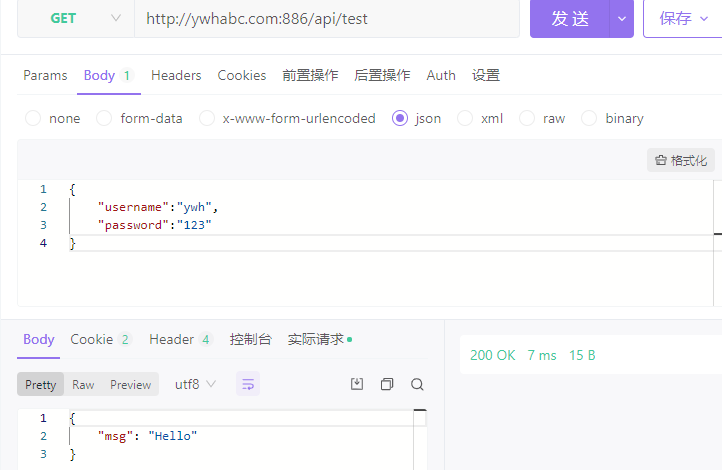 GET http://ywhabc.com:886/api/test 发 送 保存
Params Body 1 Headers Cookies 前置操作 后置操作 Auth 设置
none form-data x-www-form-urlencoded json xml raw binary
格式化
1 {
2 "username":"ywh",
3 "password":"123"
4 }
Body Cookie 2 Header 4 控制台 实际请求
200 OK 7 ms 15 B
Pretty Raw Preview utf8
1 {
2 "msg": "Hello"
3 }